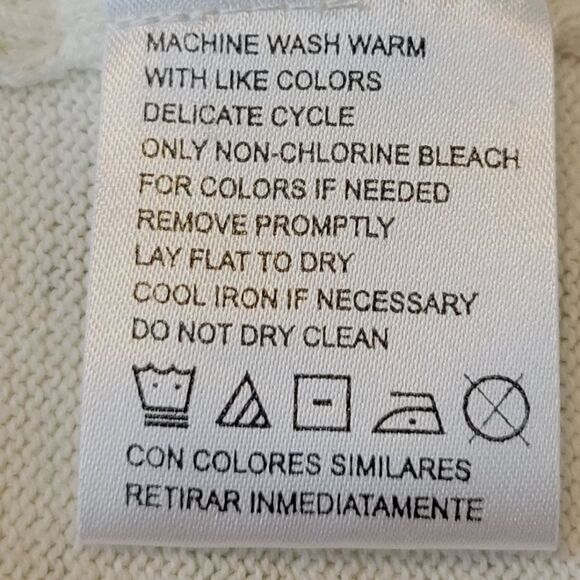 MACHINE WASH WARM
WITH LIKE COLORS
DELICATE CYCLE
ONLY NON-CHLORINE BLEACH
FOR COLORS IF NEEDED
REMOVE PROMPTLY
LAY FLAT TO DRY
COOL IRON IF NECESSARY
DO NOT DRY CLEAN
CON COLORES SIMILARES
RETIRAR INMEDIATAMENTE